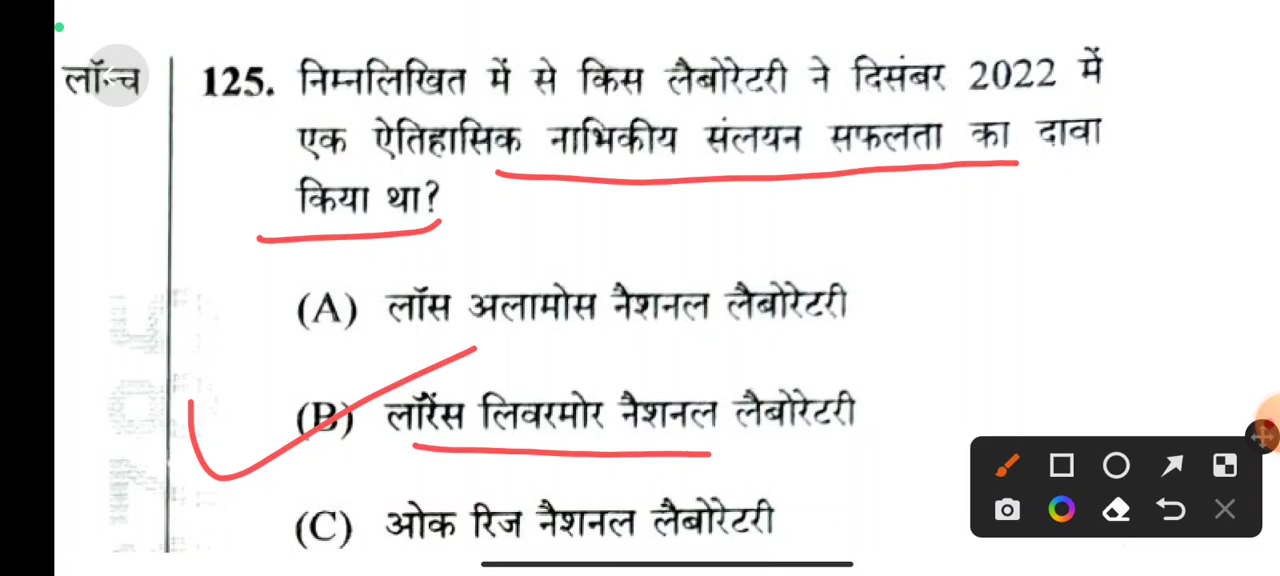 लॉन्च
125. निम्नलिखित में से किस लैबोरेटरी ने दिसंबर 2022 में
एक ऐतिहासिक नाभिकीय संलयन सफलता का दावा
किया था?
(A) लॉस अलामोस नैशनल लैबोरेटरी
(B) लॉरेंस लिवरमोर नैशनल लैबोरेटरी
(C) ओक रिज नैशनल लैबोरेटरी